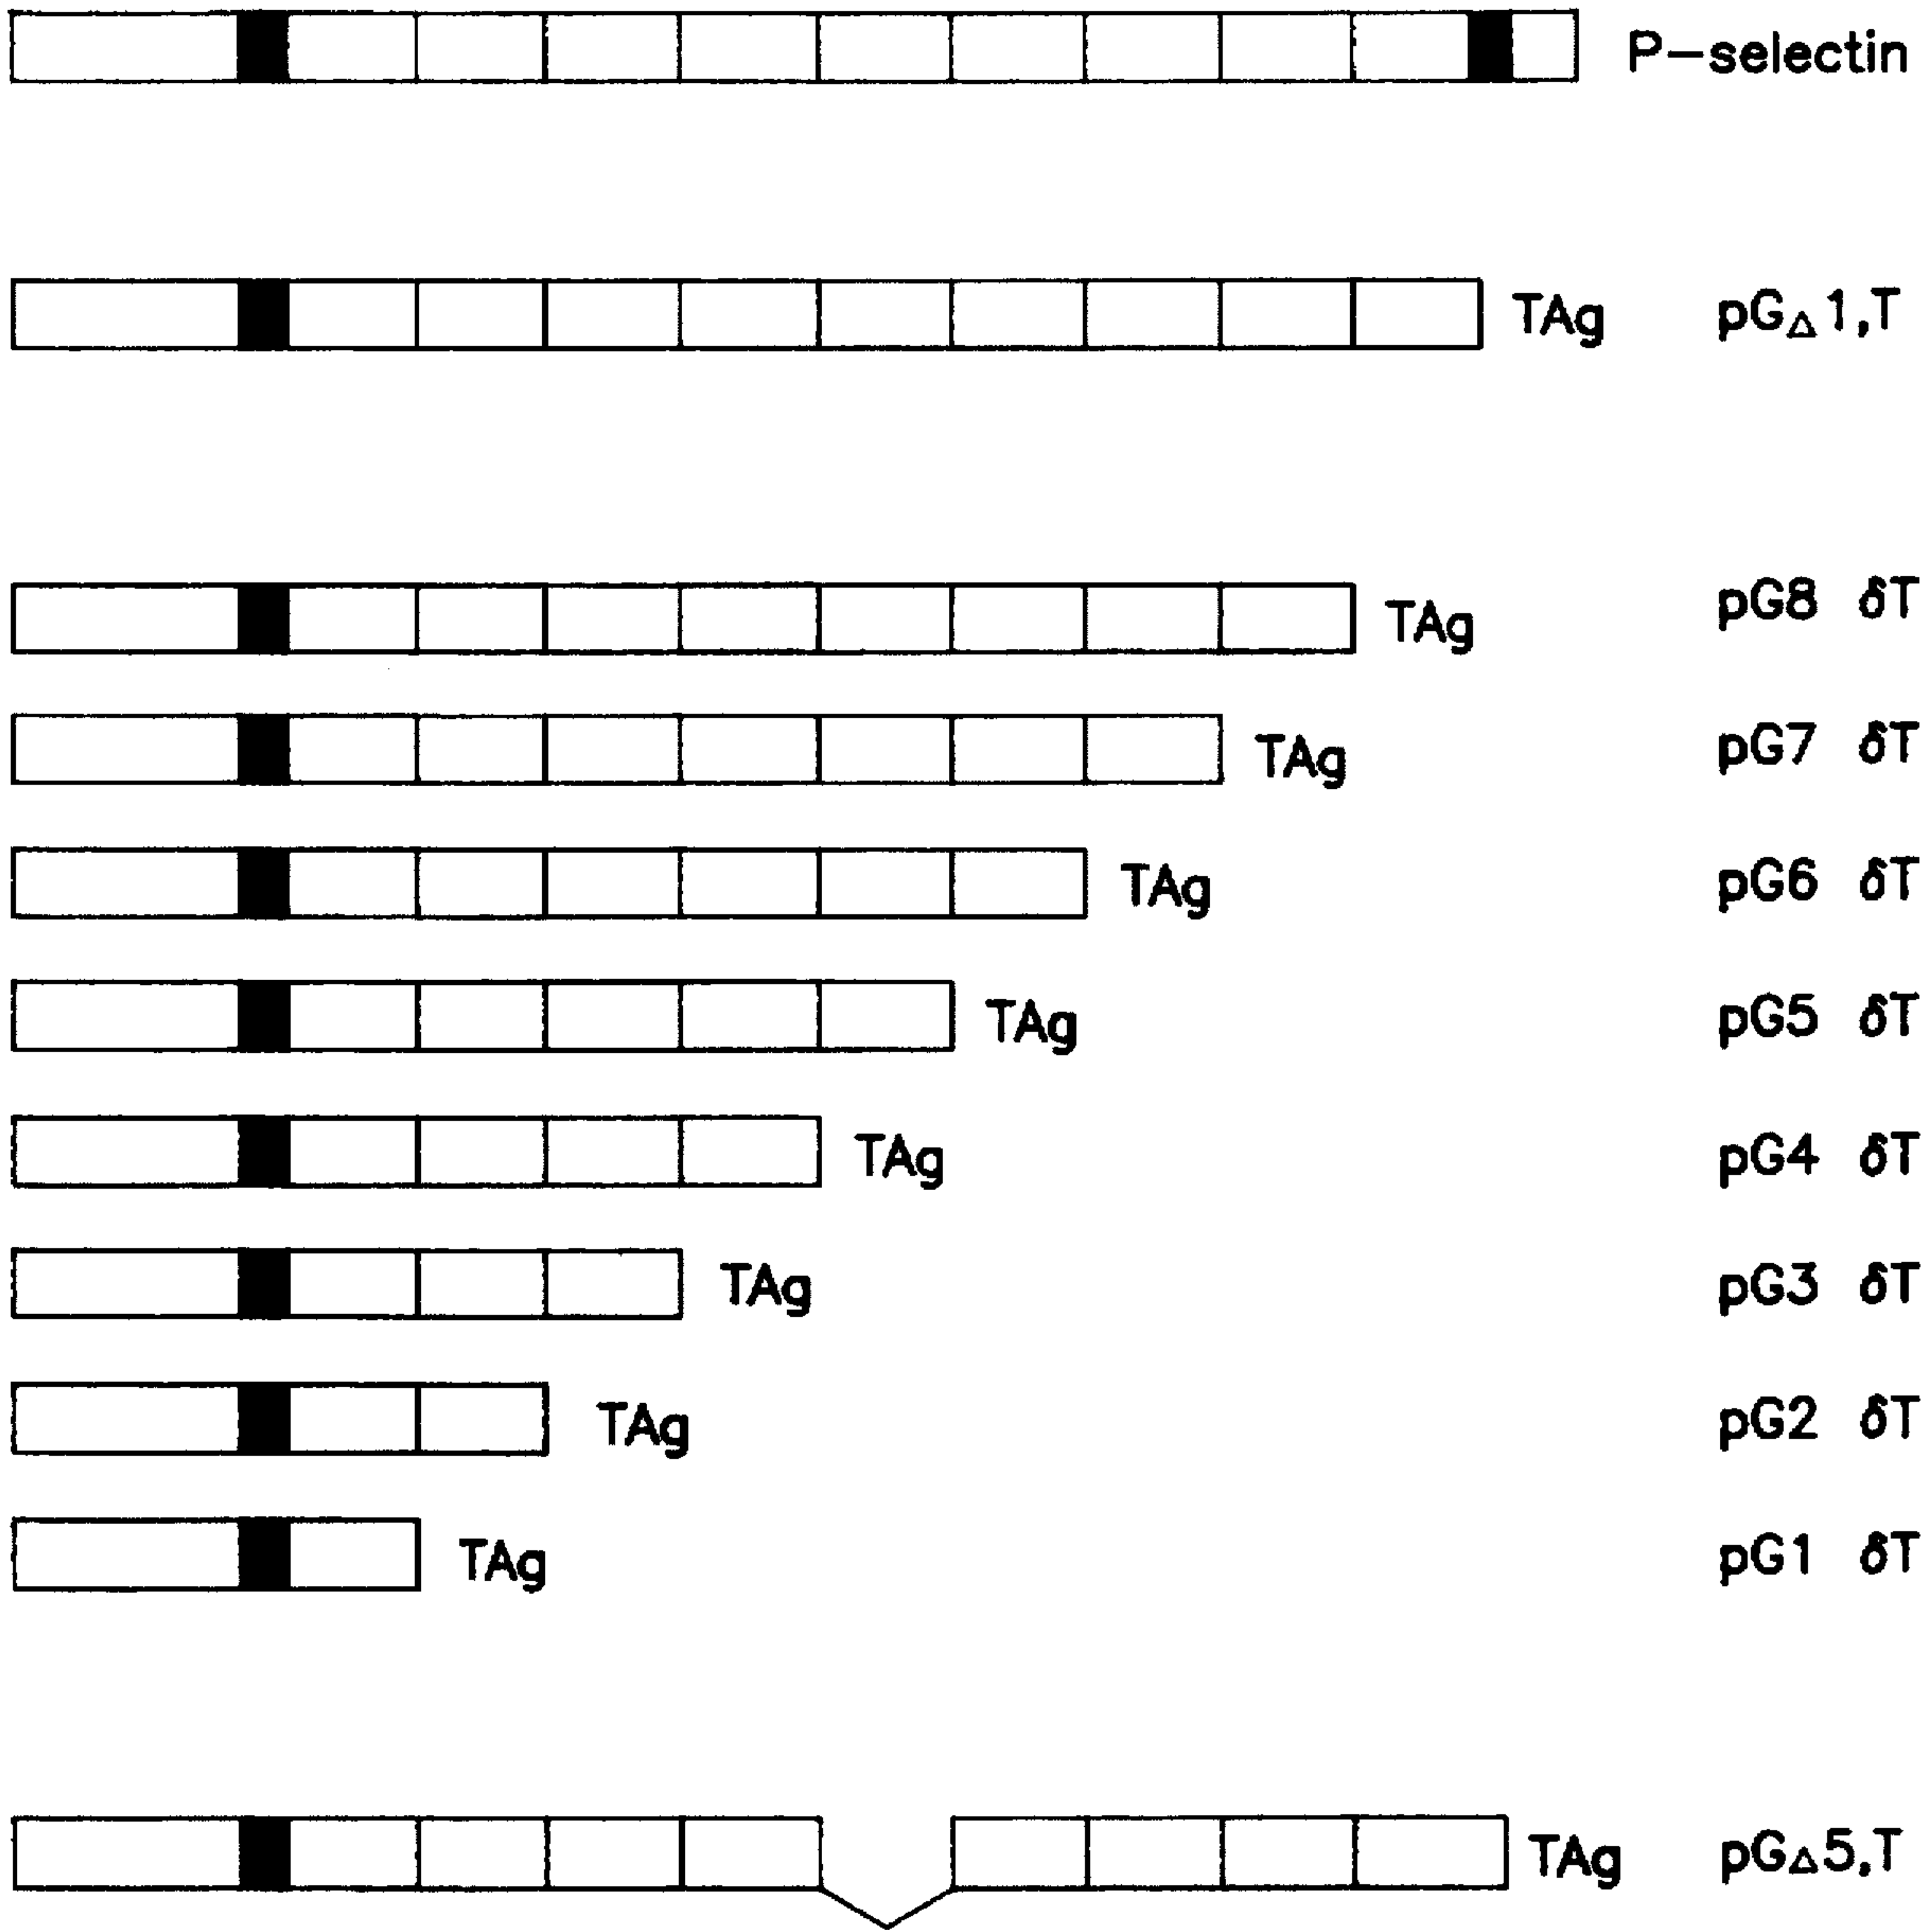 P-selectin
TAg pG△1,T
TAg pG8 δT
TAg pG7 δT
TAg pG6 δT
TAg pG5 δT
TAg pG4 δT
TAg pG3 δT
TAg pG2 δT
TAg pG1 δT
TAg pG△5,T